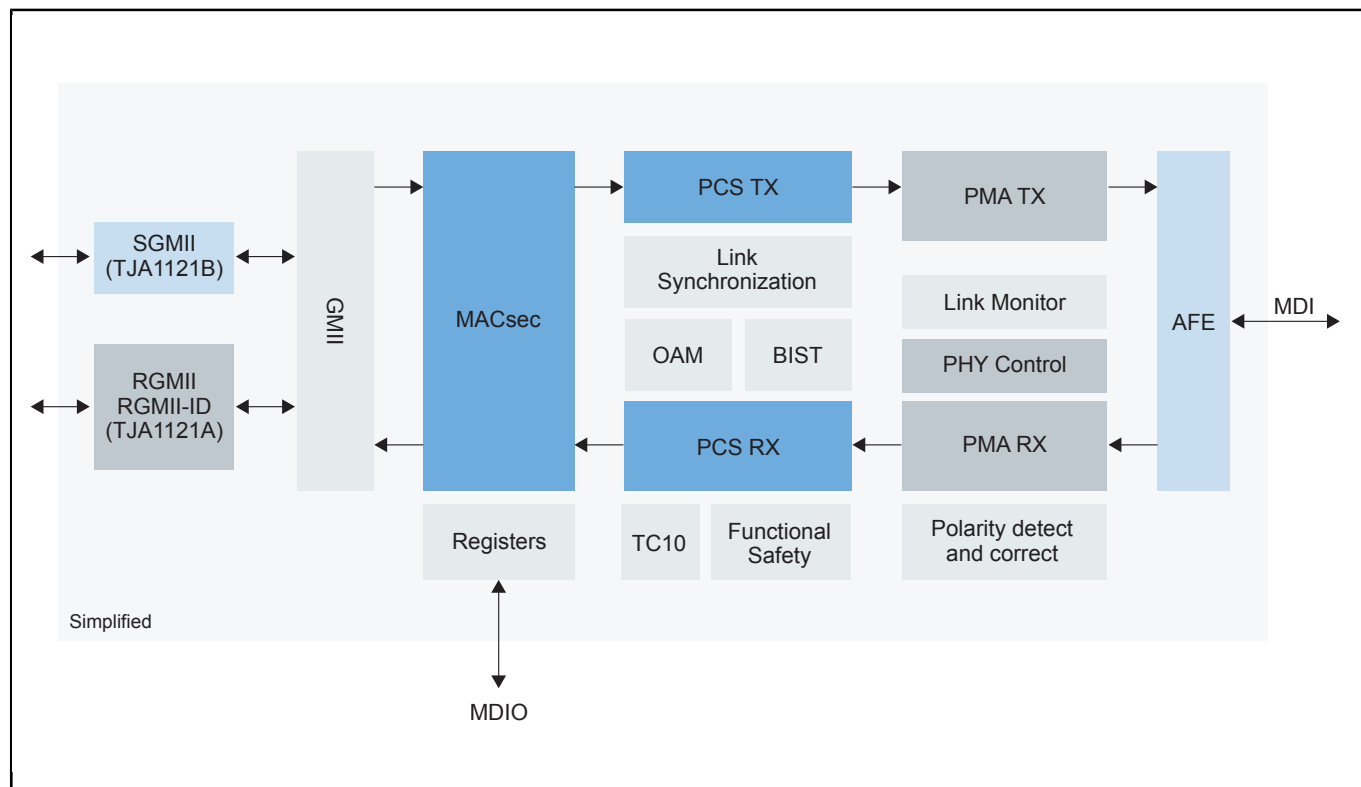 SGMII
(TJA1121B)
RGMII
RGMII-ID
(TJA1121A)
GMII
MACsec
Registers
MDIO
PCS TX
Link
Synchronization
OAM
BIST
PCS RX
TC10
Functional
Safety
PMA TX
Link Monitor
PHY Control
PMA RX
Polarity detect
and correct
AFE
MDI
Simplified